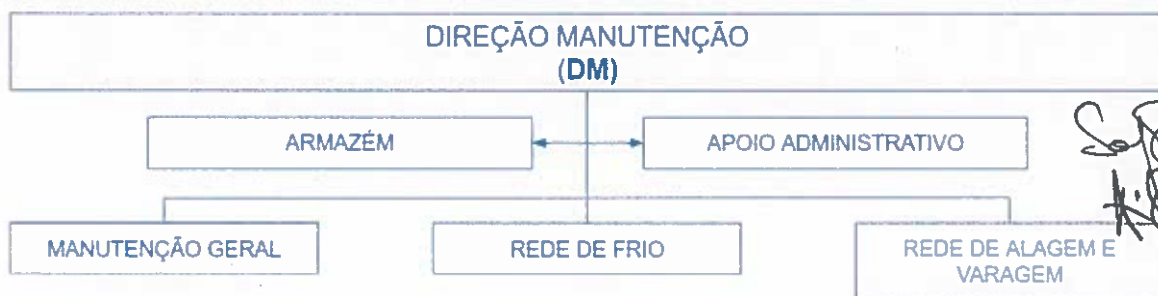 DIREÇÃO MANUTENÇÃO
(DM)
ARMAZÉM
APOIO ADMINISTRATIVO
MANUTENÇÃO GERAL
REDE DE FRIO
REDE DE ALAGEM E
VARAGEM